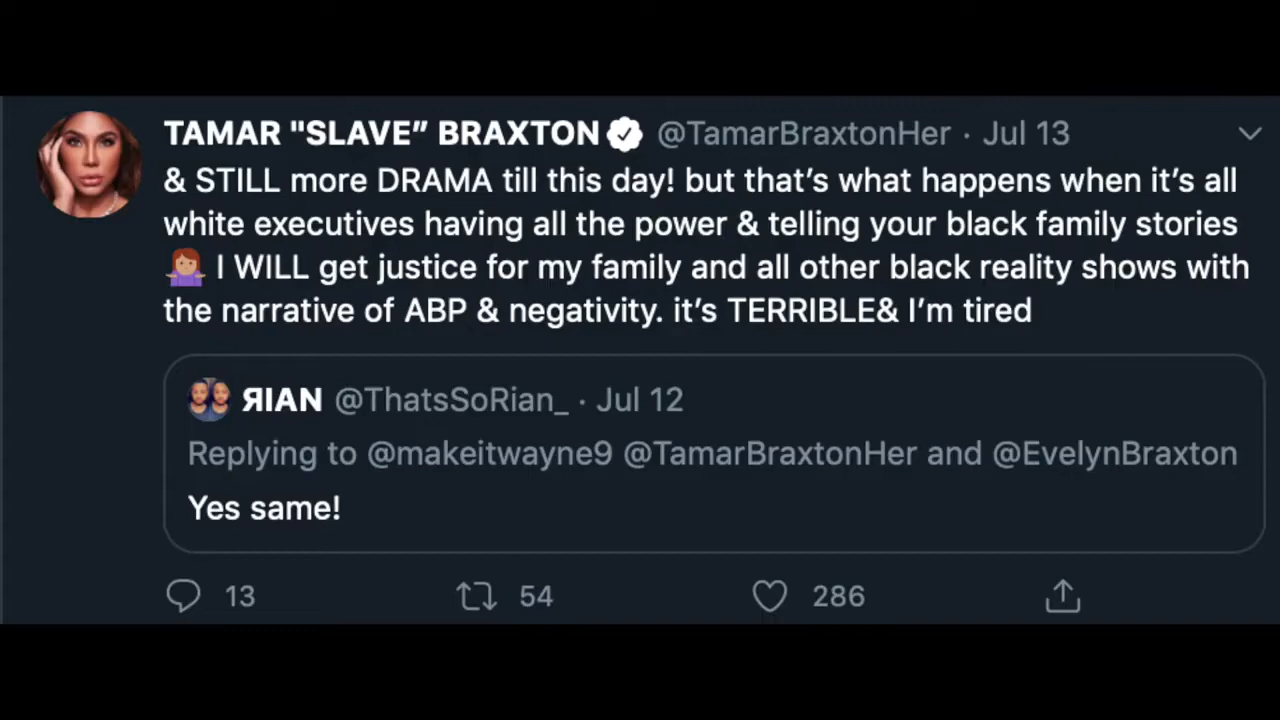 TAMAR "SLAVE” BRAXTON @TamarBraxtonHer · Jul 13
& STILL more DRAMA till this day! but that’s what happens when it’s all
white executives having all the power & telling your black family stories
🤷🏽‍♀️ I WILL get justice for my family and all other black reality shows with
the narrative of ABP & negativity. it’s TERRIBLE& I’m tired
ЯIAN @ThatsSoRian_ · Jul 12
Replying to @makeitwayne9 @TamarBraxtonHer and @EvelynBraxton
Yes same!
13 54 286